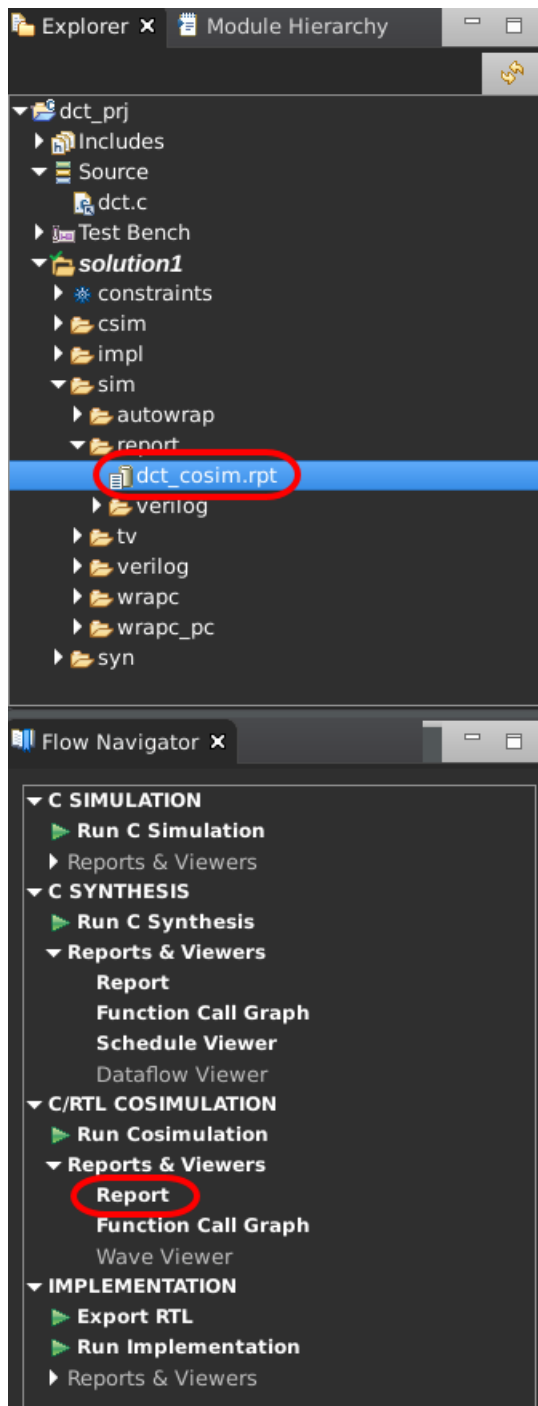 Explorer Module Hierarchy
dct_prj
Includes
Source
dct.c
Test Bench
solution1
constraints
csim
impl
sim
autowrap
report
dct_cosim.rpt
verilog
tv
verilog
wrapc
wrapc_pc
syn
Flow Navigator
C SIMULATION
Run C Simulation
Reports & Viewers
C SYNTHESIS
Run C Synthesis
Reports & Viewers
Report
Function Call Graph
Schedule Viewer
Dataflow Viewer
C/RTL COSIMULATION
Run Cosimulation
Reports & Viewers
Report
Function Call Graph
Wave Viewer
IMPLEMENTATION
Export RTL
Run Implementation
Reports & Viewers